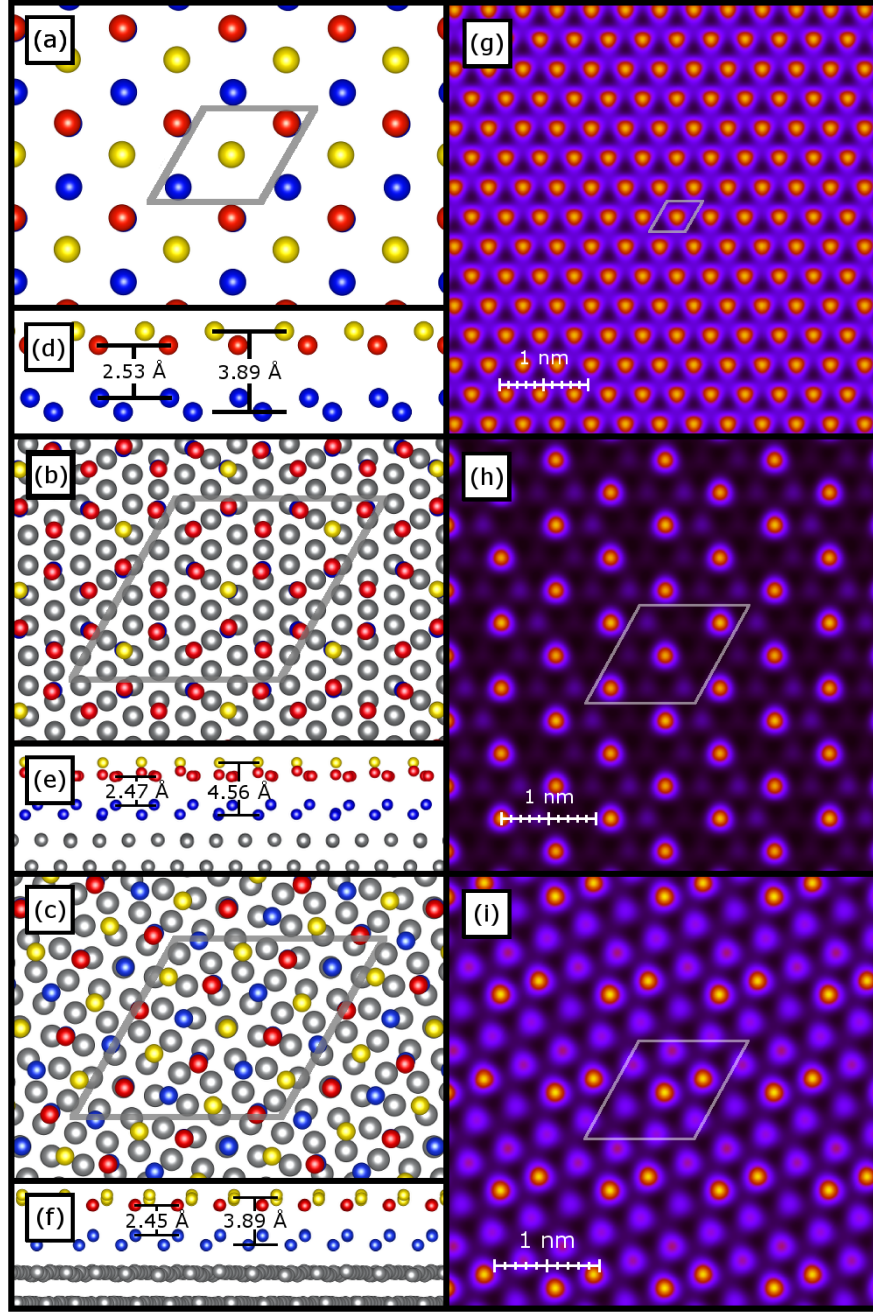 (a)
(g)
(d)
2.53 Å
3.89 Å
1 nm
(b)
(h)
(e)
2.47 Å
4.56 Å
1 nm
(c)
(i)
(f)
2.45 Å
3.89 Å
1 nm